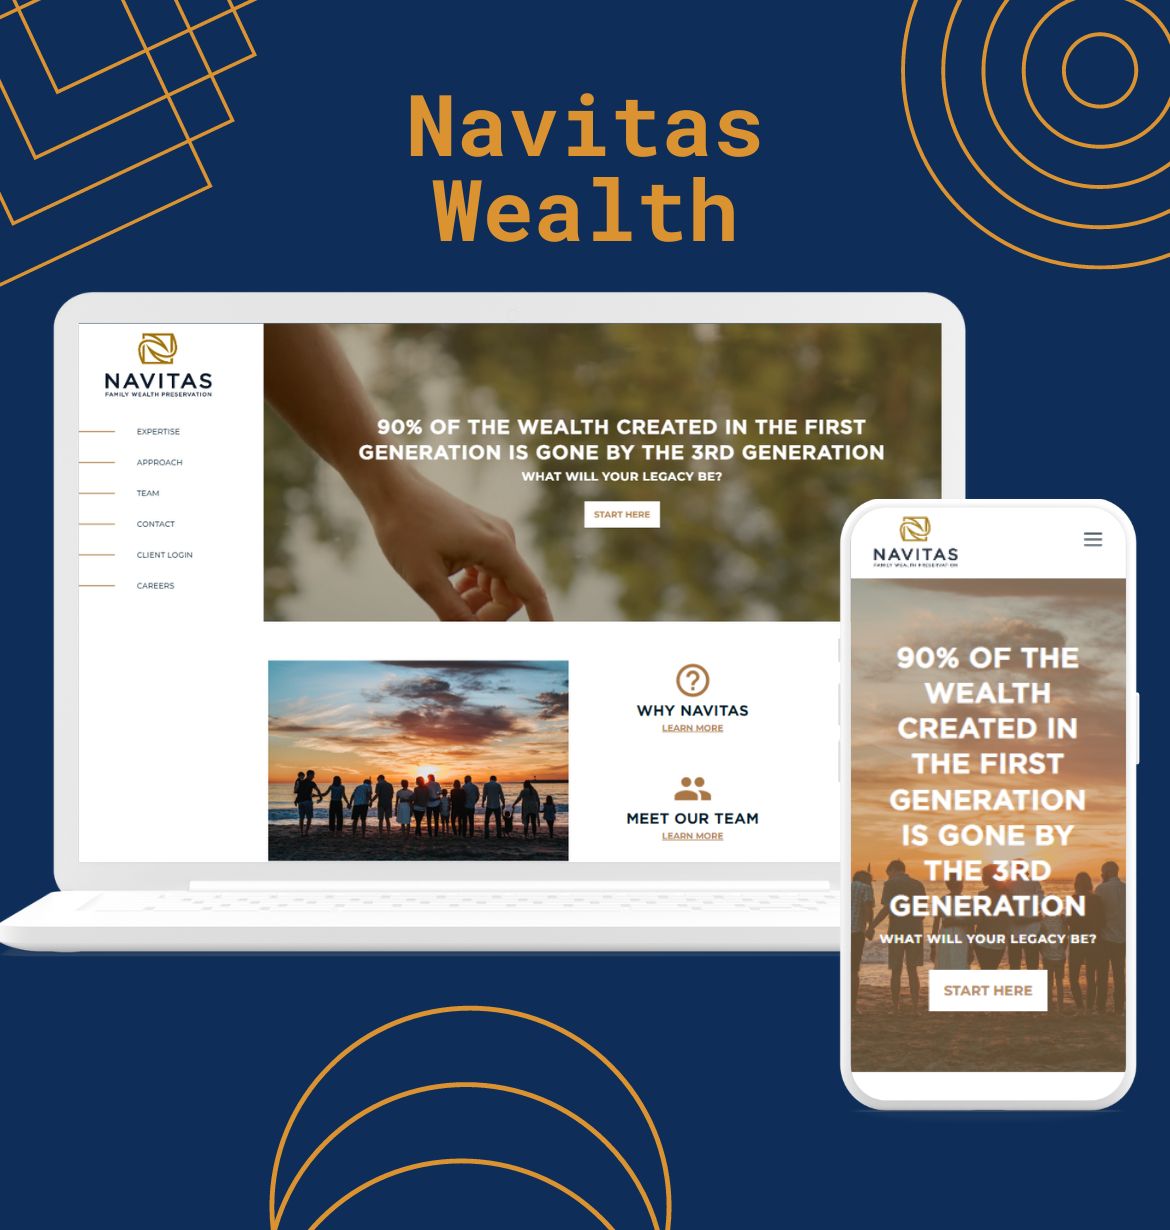 Navitas
Wealth
NAVITAS
FAMILY WEALTH PRESERVATION
EXPERTISE
APPROACH
TEAM
CONTACT
CLIENT LOGIN
CAREERS
90% OF THE WEALTH CREATED IN THE FIRST
GENERATION IS GONE BY THE 3RD GENERATION
WHAT WILL YOUR LEGACY BE?
START HERE
WHY NAVITAS
LEARN MORE
MEET OUR TEAM
LEARN MORE
NAVITAS
FAMILY WEALTH PRESERVATION
90% OF THE
WEALTH
CREATED IN
THE FIRST
GENERATION
IS GONE BY
THE 3RD
GENERATION
WHAT WILL YOUR LEGACY BE?
START HERE